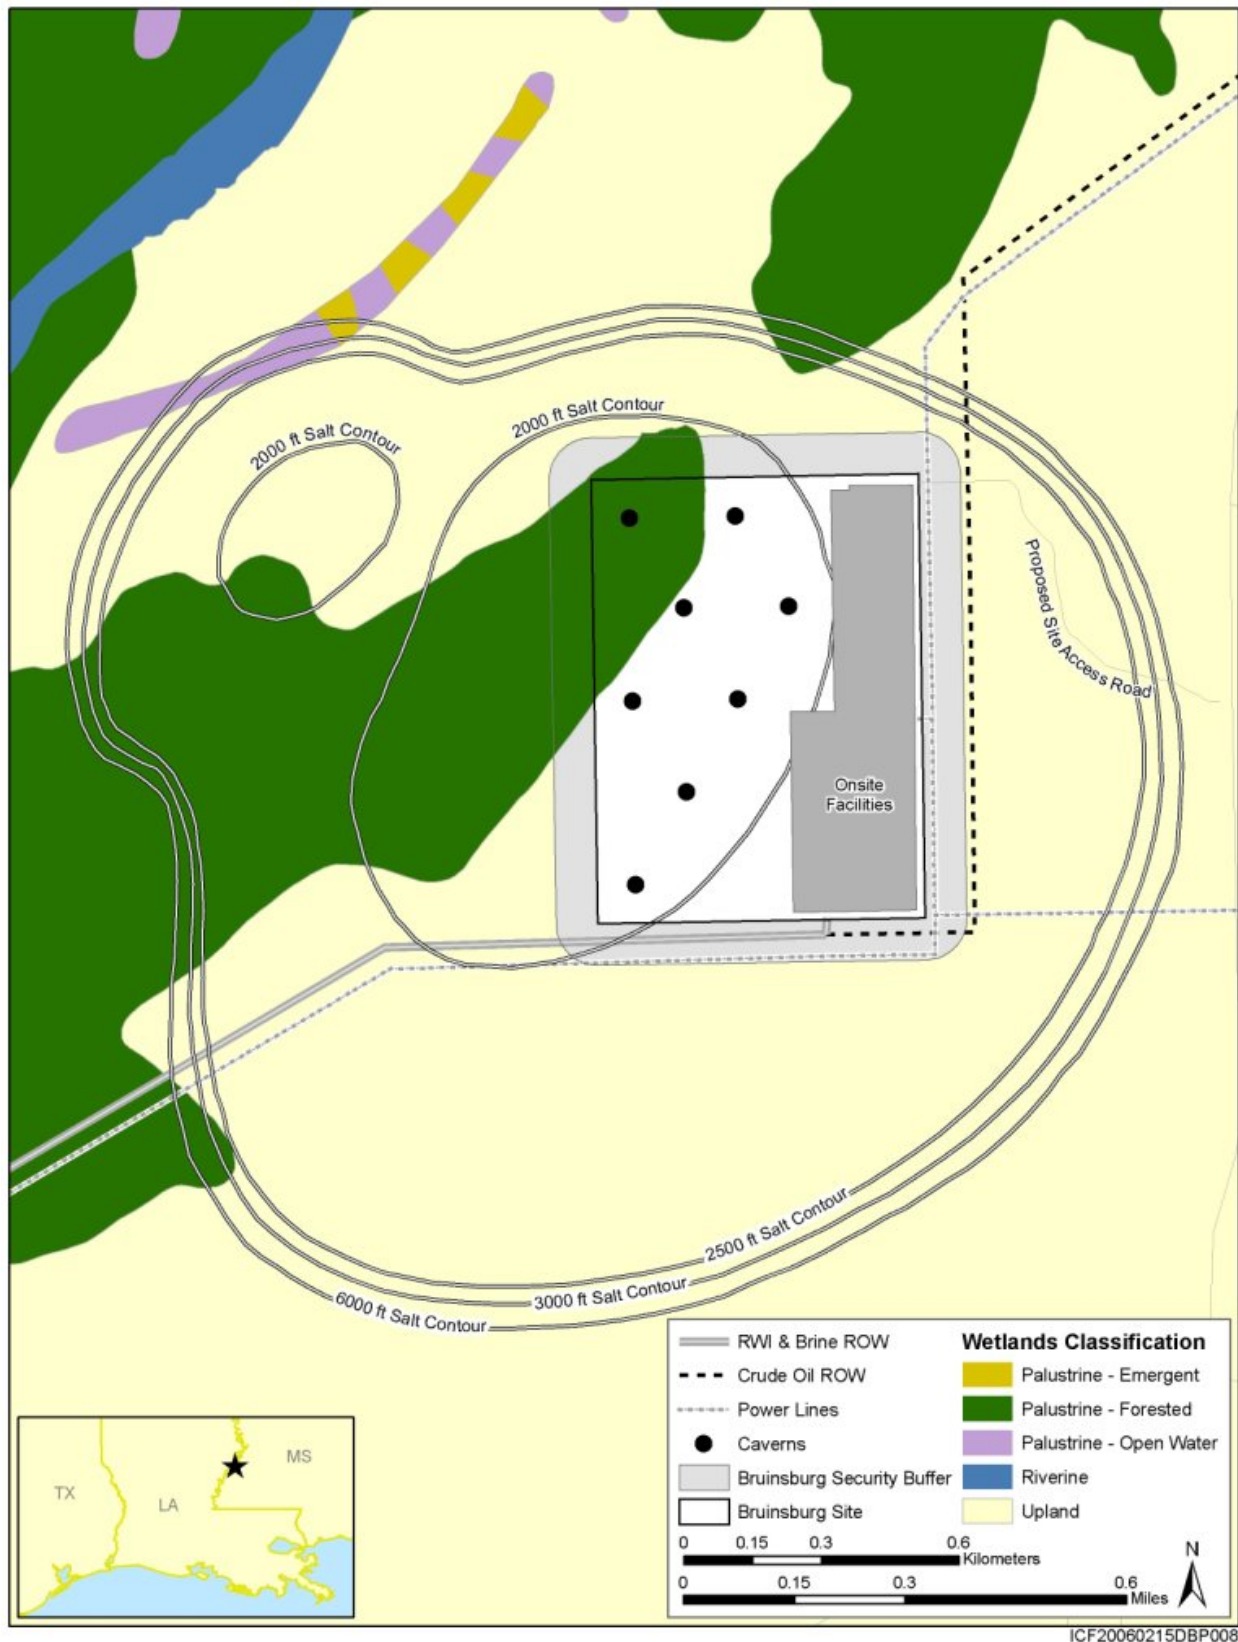 2000 ft Salt Contour
2000 ft Salt Contour
Proposed Site Access Road
Onsite
Facilities
2500 ft Salt Contour
3000 ft Salt Contour
6000 ft Salt Contour
RWI & Brine ROW
Crude Oil ROW
Power Lines
Caverns
Bruinsburg Security Buffer
Bruinsburg Site
Wetlands Classification
Palustrine - Emergent
Palustrine - Forested
Palustrine - Open Water
Riverine
Upland
0 0.15 0.3 0.6
Kilometers
0 0.15 0.3 0.6
Miles
N
TX LA MS
ICF20060215DBP008